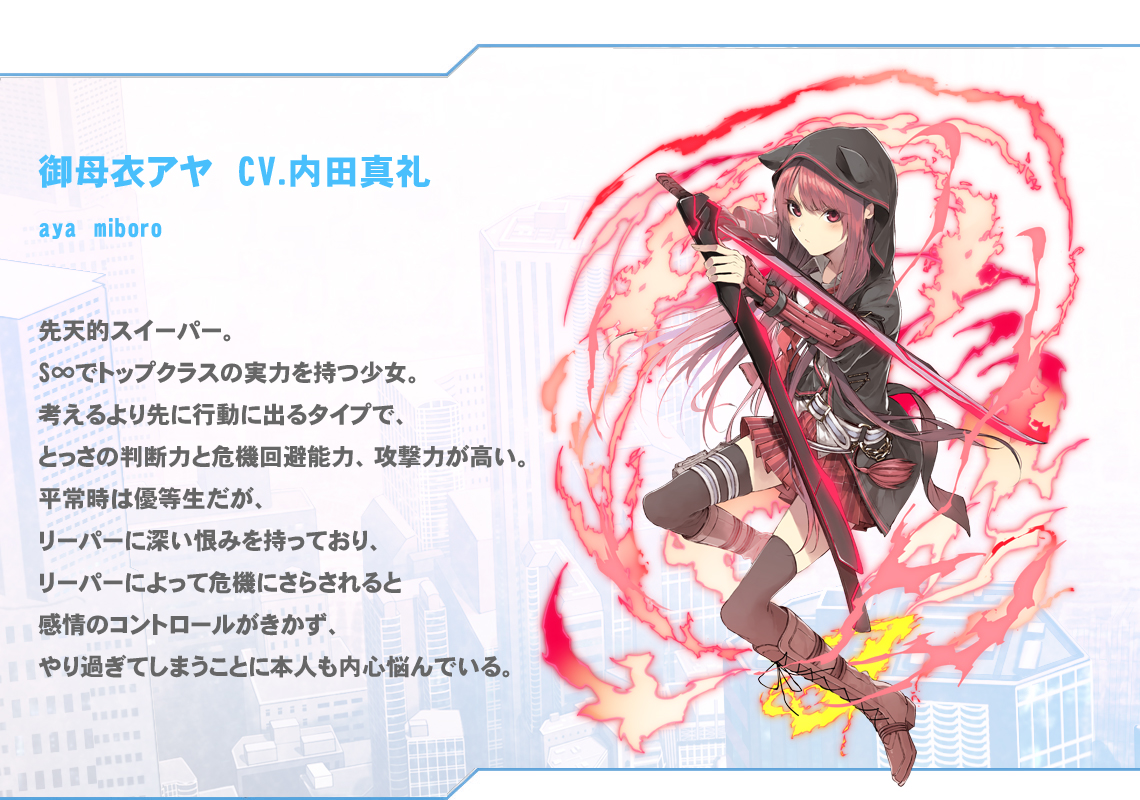 御母衣アヤ CV.内田真礼
aya miboro
先天的スイーパー。
S∞でトップクラスの実力を持つ少女。
考えるより先に行動に出るタイプで、
とっさの判断力と危機回避能力、攻撃力が高い。
平常時は優等生だが、
リーパーに深い恨みを持っており、
リーパーによって危機にさらされると
感情のコントロールがきかず、
やり過ぎてしまうことに本人も内心悩んでいる。